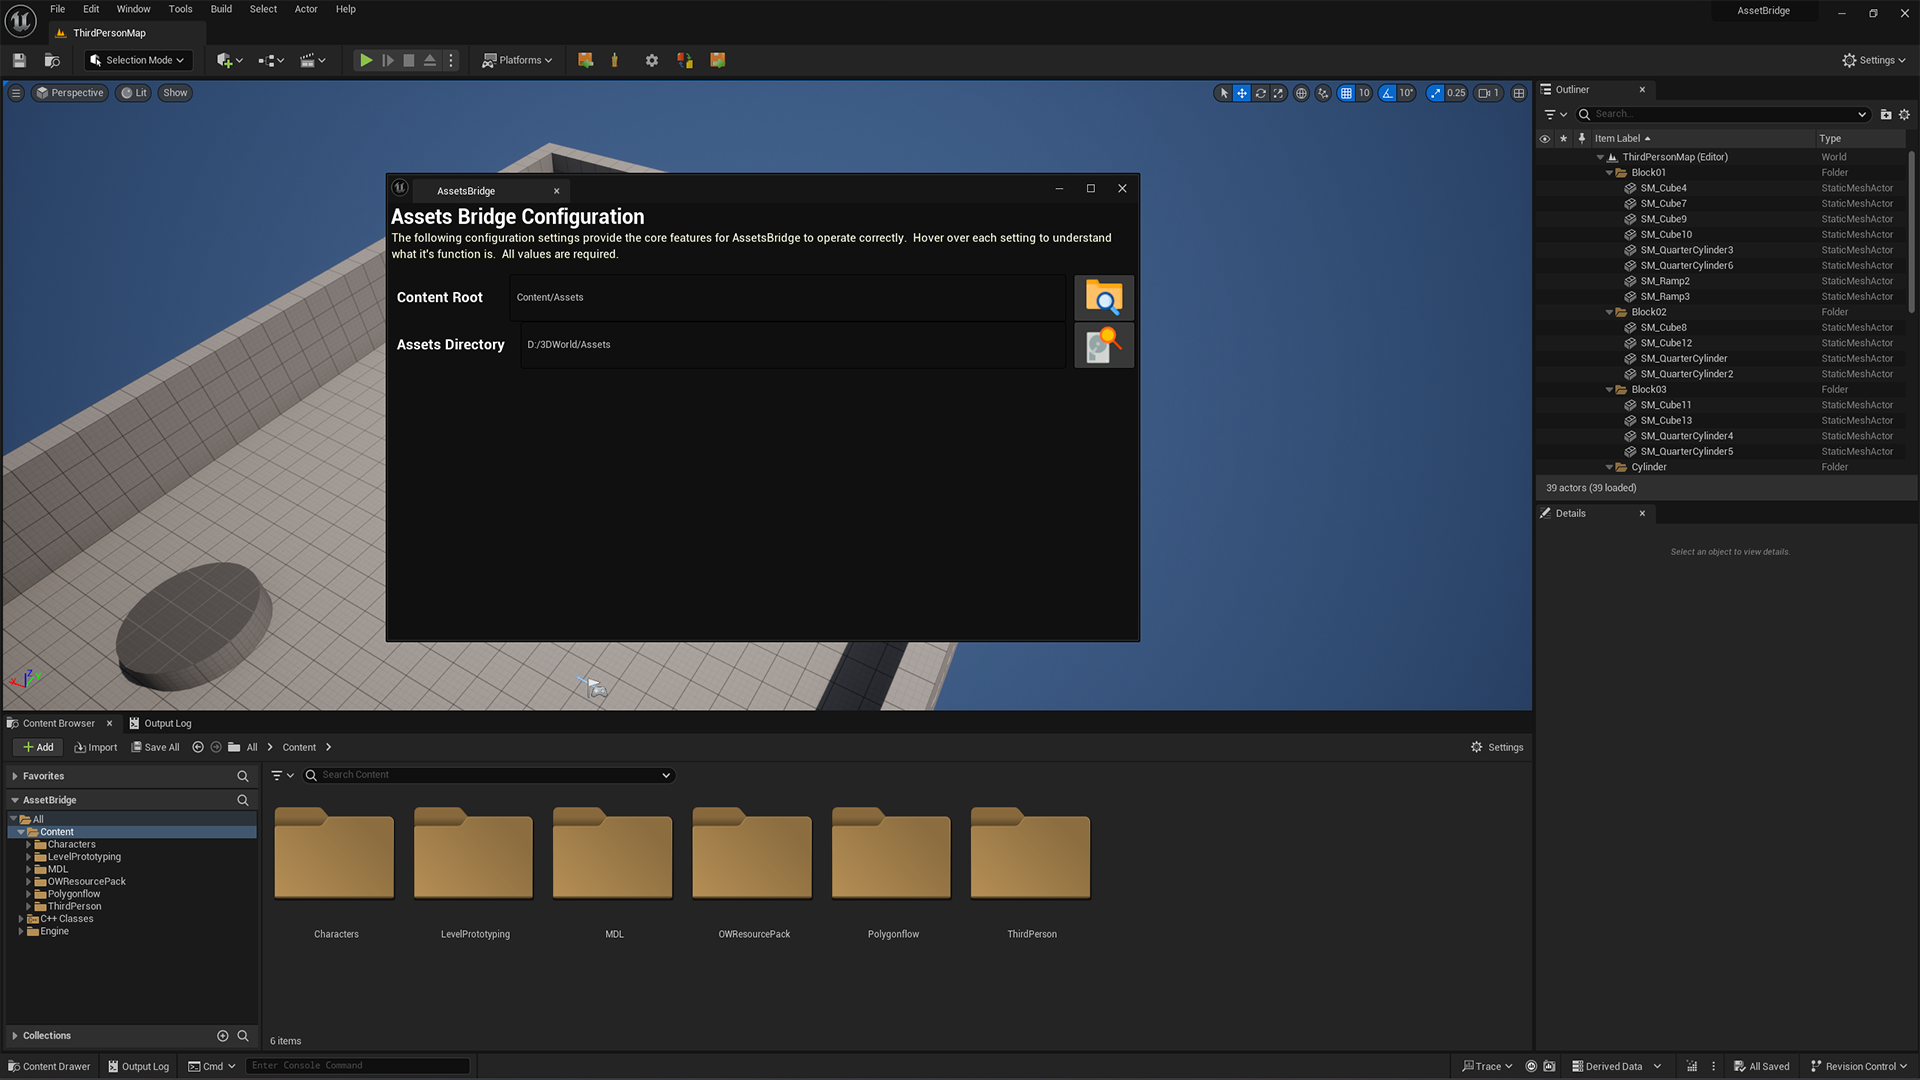 File Edit Window Tools Build Select Actor Help
AssetBridge
ThirdPersonMap
Selection Mode
Platforms
Settings
Perspective
Lit
Show
10
10°
0.25
1
Outliner
Search...
Item Label
Type
ThirdPersonMap (Editor) World
Block01 Folder
SM_Cube4 StaticMeshActor
SM_Cube7 StaticMeshActor
SM_Cube9 StaticMeshActor
SM_Cube10 StaticMeshActor
SM_QuarterCylinder3 StaticMeshActor
SM_QuarterCylinder6 StaticMeshActor
SM_Ramp2 StaticMeshActor
SM_Ramp3 StaticMeshActor
Block02 Folder
SM_Cube8 StaticMeshActor
SM_Cube12 StaticMeshActor
SM_QuarterCylinder StaticMeshActor
SM_QuarterCylinder2 StaticMeshActor
Block03 Folder
SM_Cube11 StaticMeshActor
SM_Cube13 StaticMeshActor
SM_QuarterCylinder4 StaticMeshActor
SM_QuarterCylinder5 StaticMeshActor
Cylinder Folder
39 actors (39 loaded)
Details
Select an object to view details.
AssetsBridge
Assets Bridge Configuration
The following configuration settings provide the core features for AssetsBridge to operate correctly.  Hover over each setting to understand
what it's function is.  All values are required.
Content Root
Content/Assets
Assets Directory
D:/3DWorld/Assets
X
Z
Y
Content Browser
Output Log
Add
Import
Save All
All
Content
Settings
Favorites
AssetBridge
All
Content
Characters
LevelPrototyping
MDL
OWResourcePack
Polygonflow
ThirdPerson
C++ Classes
Engine
Collections
Search Content
Characters
LevelPrototyping
MDL
OWResourcePack
Polygonflow
ThirdPerson
6 items
Content Drawer
Output Log
Cmd
Enter Console Command
Trace
Derived Data
All Saved
Revision Control